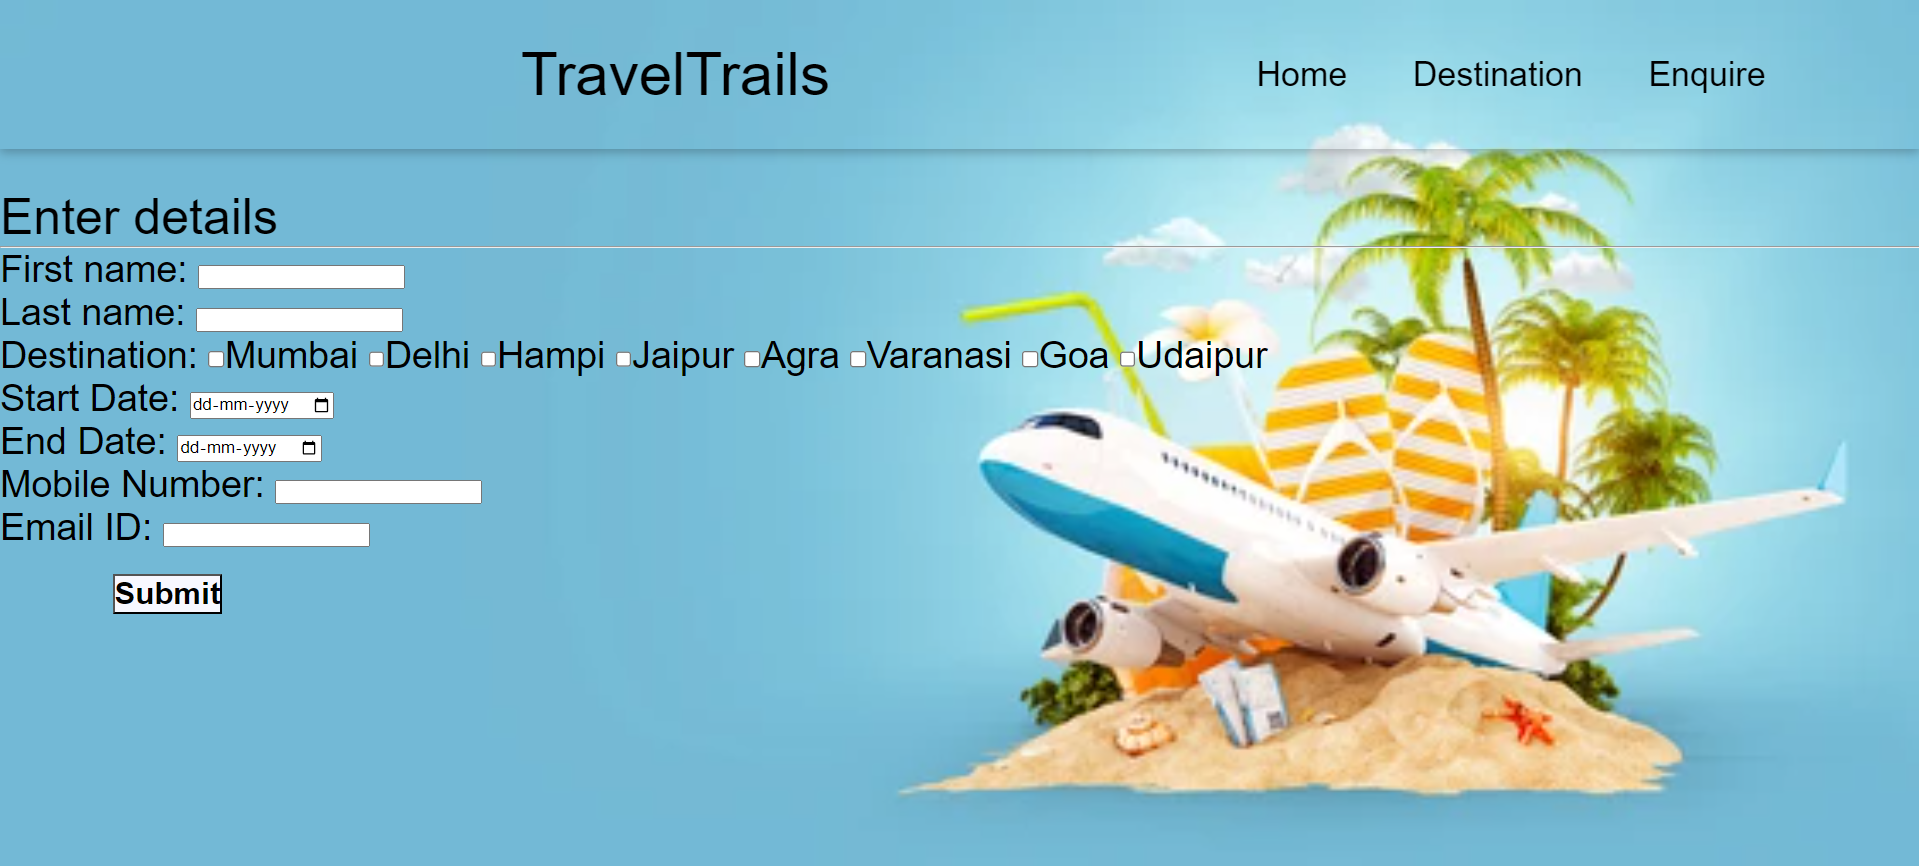 TravelTrails Home Destination Enquire
Enter details
First name:
Last name:
Destination: Mumbai Delhi Hampi Jaipur Agra Varanasi Goa Udaipur
Start Date: dd-mm-yyyy
End Date: dd-mm-yyyy
Mobile Number:
Email ID:
Submit